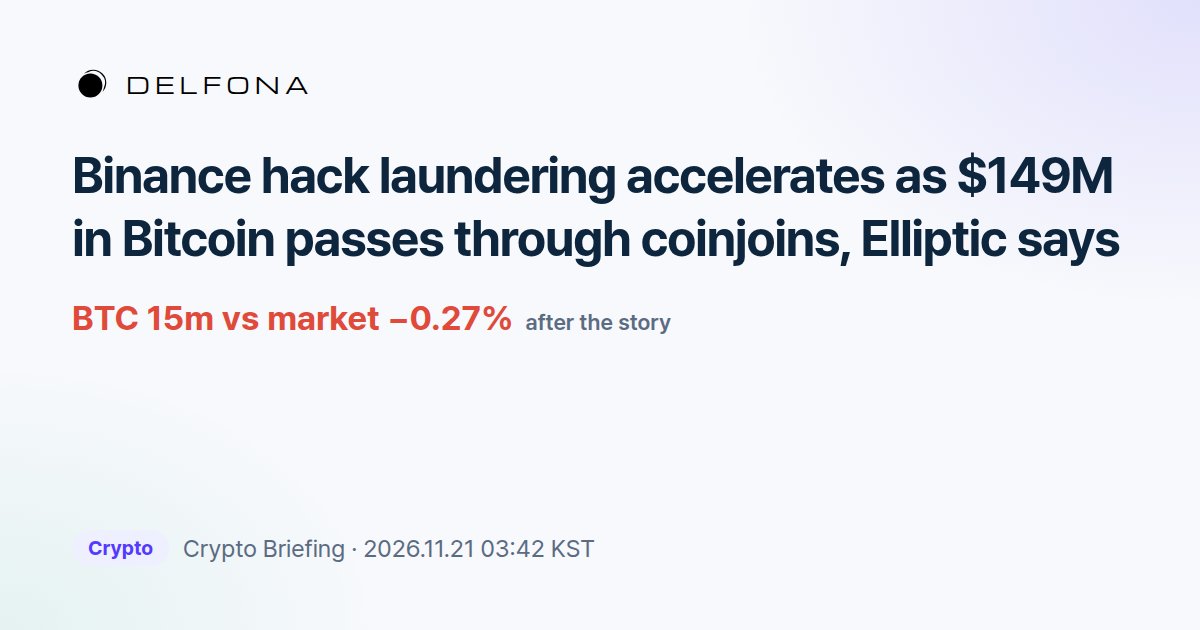 DELFONA
Binance hack laundering accelerates as $149M
in Bitcoin passes through coinjoins, Elliptic says
BTC 15m vs market −0.27% after the story
Crypto Crypto Briefing · 2026.11.21 03:42 KST